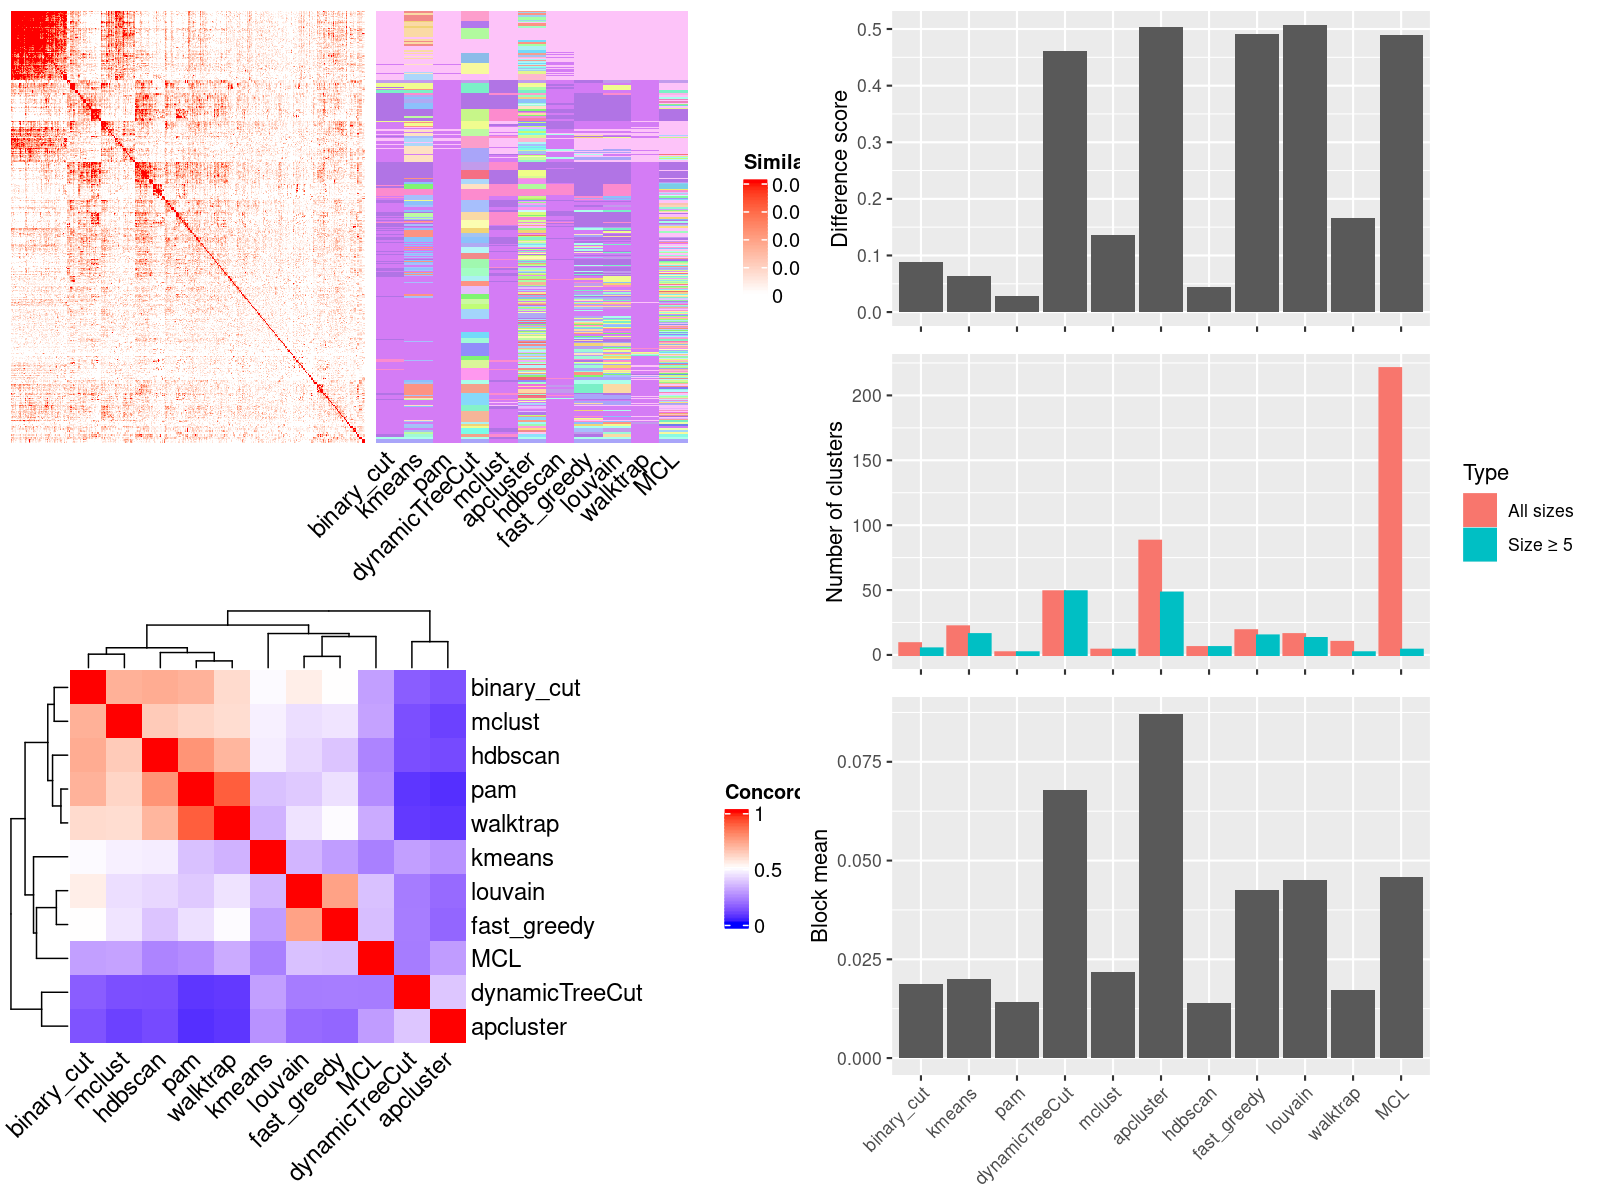 Simila
0.0
0.0
0.0
0.0
0
binary_cut
kmeans
pam
dynamicTreeCut
mclust
apcluster
hdbscan
fast_greedy
louvain
walktrap
MCL
binary_cut
mclust
hdbscan
pam
walktrap
kmeans
louvain
fast_greedy
MCL
dynamicTreeCut
apcluster
binary_cut
mclust
hdbscan
pam
walktrap
kmeans
louvain
fast_greedy
MCL
dynamicTreeCut
apcluster
Concord
1
0.5
0
Difference score
0.5
0.4
0.3
0.2
0.1
0.0
Number of clusters
200
150
100
50
0
Type
All sizes
Size ≥ 5
Block mean
0.075
0.050
0.025
0.000
binary_cut
kmeans
pam
dynamicTreeCut
mclust
apcluster
hdbscan
fast_greedy
louvain
walktrap
MCL